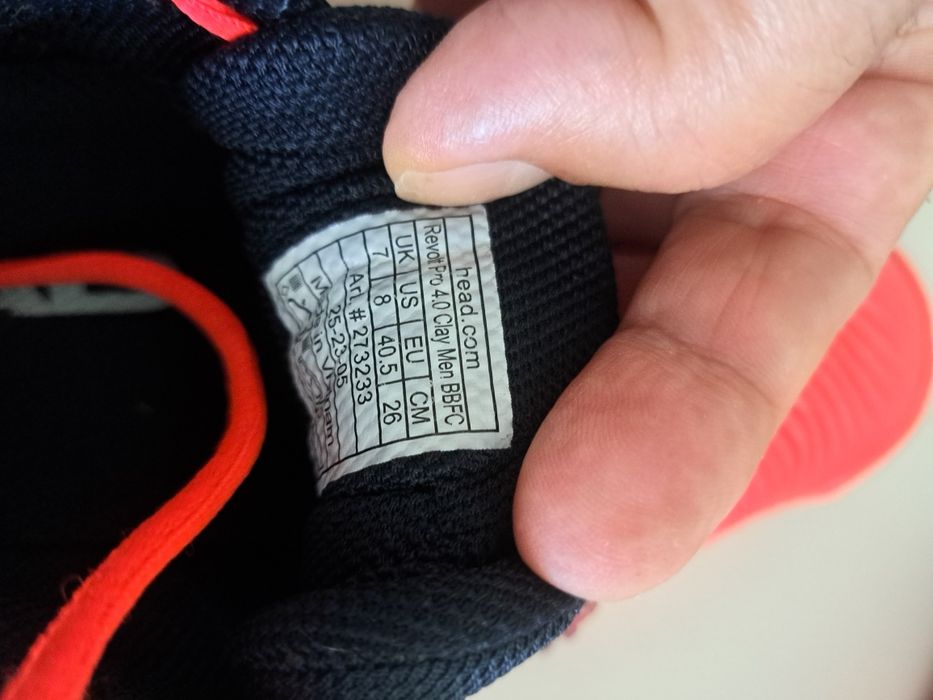 head.com
Revolt Pro 4.0 Clay Men BBFC
UK US EU CM
7 8 40.5 26
Art. # 273233
25-23-05
Made in Vietnam